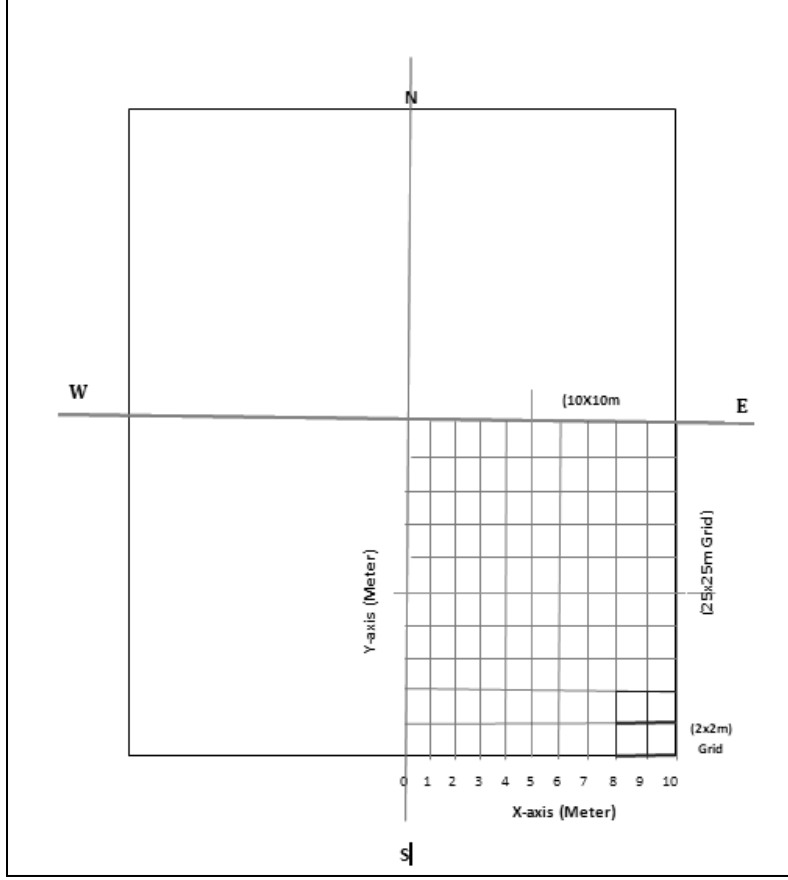 N
W
(10X10m
E
(25x25m Grid)
Y-axis (Meter)
(2x2m)
Grid
0 1 2 3 4 5 6 7 8 9 10
X-axis (Meter)
S